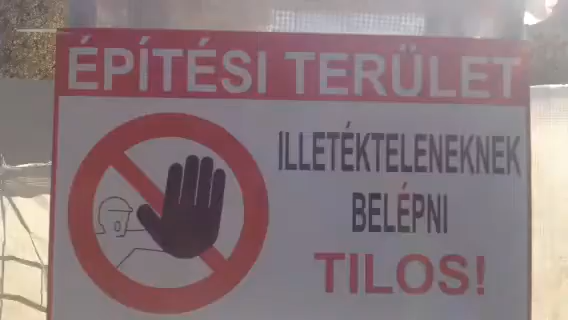 ÉPÍTÉSI TERÜLET
ILLETÉKTELENEKNEK
BELÉPNI
TILOS!